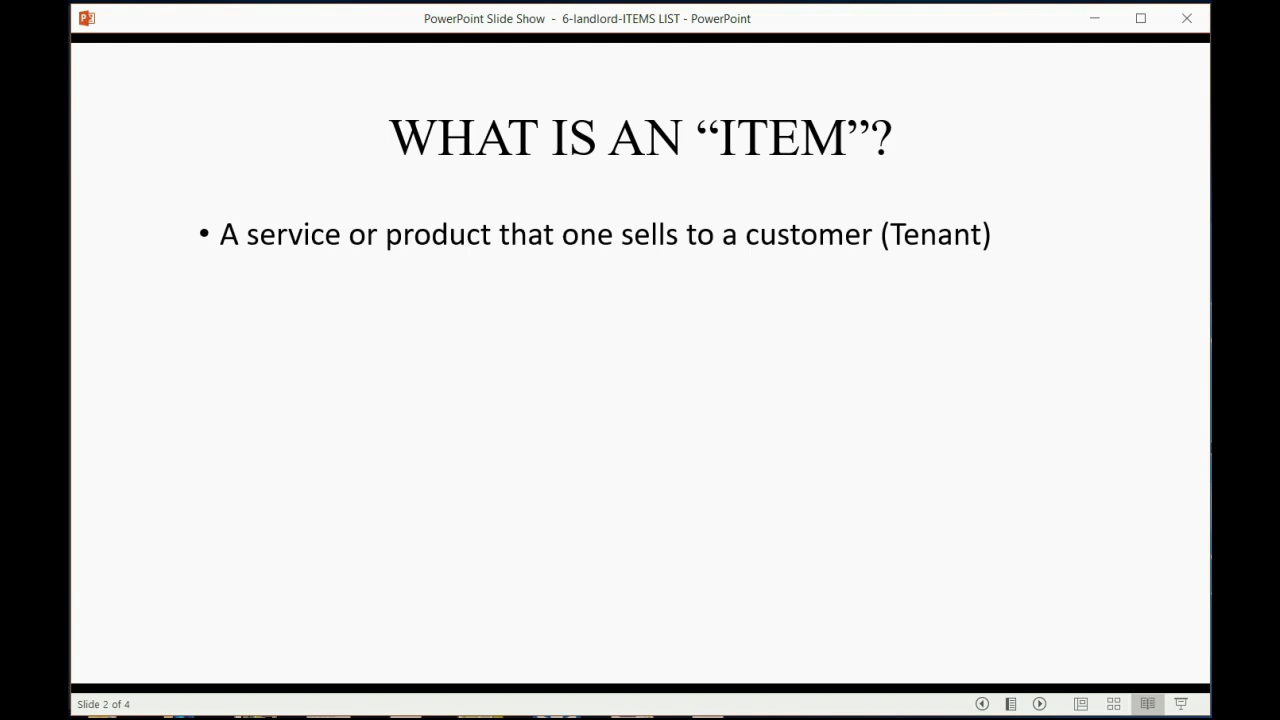 PowerPoint Slide Show - 6-landlord-ITEMS LIST - PowerPoint
WHAT IS AN “ITEM”?
• A service or product that one sells to a customer (Tenant)
Slide 2 of 4